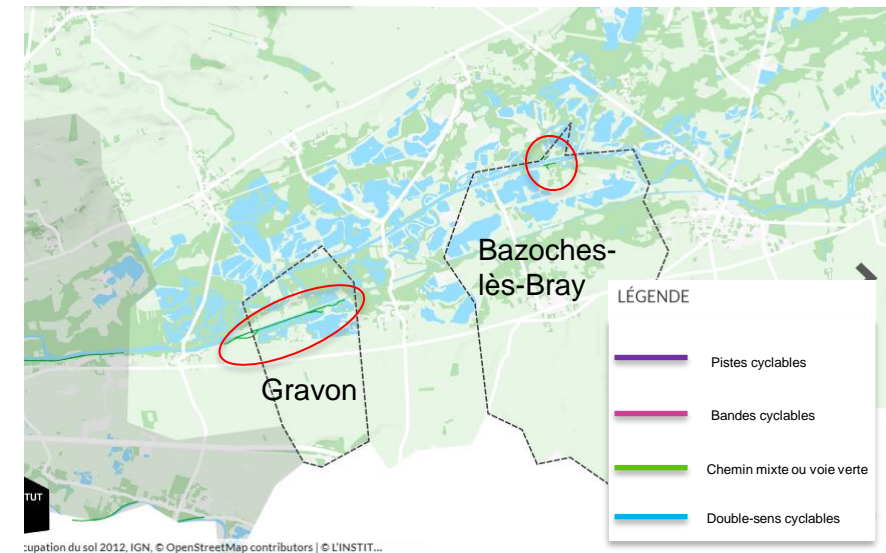 Bazoches-
lès-Bray
Gravon
LÉGENDE
Pistes cyclables
Bandes cyclables
Chemin mixte ou voie verte
Double-sens cyclables
TUT
cupation du sol 2012, IGN, © OpenStreetMap contributors | © L'INSTIT...